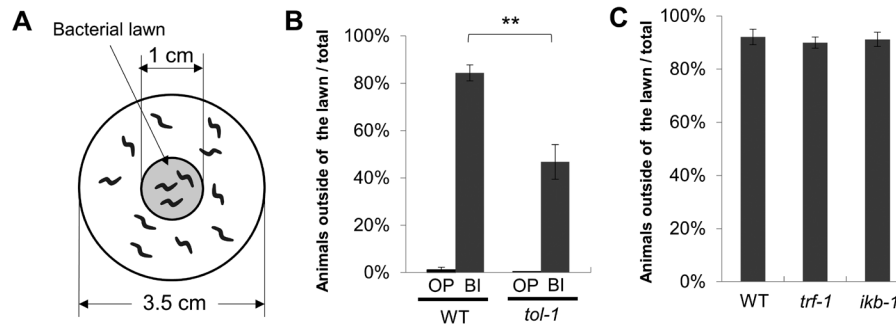 A
Bacterial lawn
1 cm
3.5 cm
B
Animals outside of the lawn / total
100%
80%
60%
40%
20%
0%
**
OP BI OP BI
WT tol-1
C
Animals outside of the lawn / total
100%
80%
60%
40%
20%
0%
WT trf-1 ikb-1